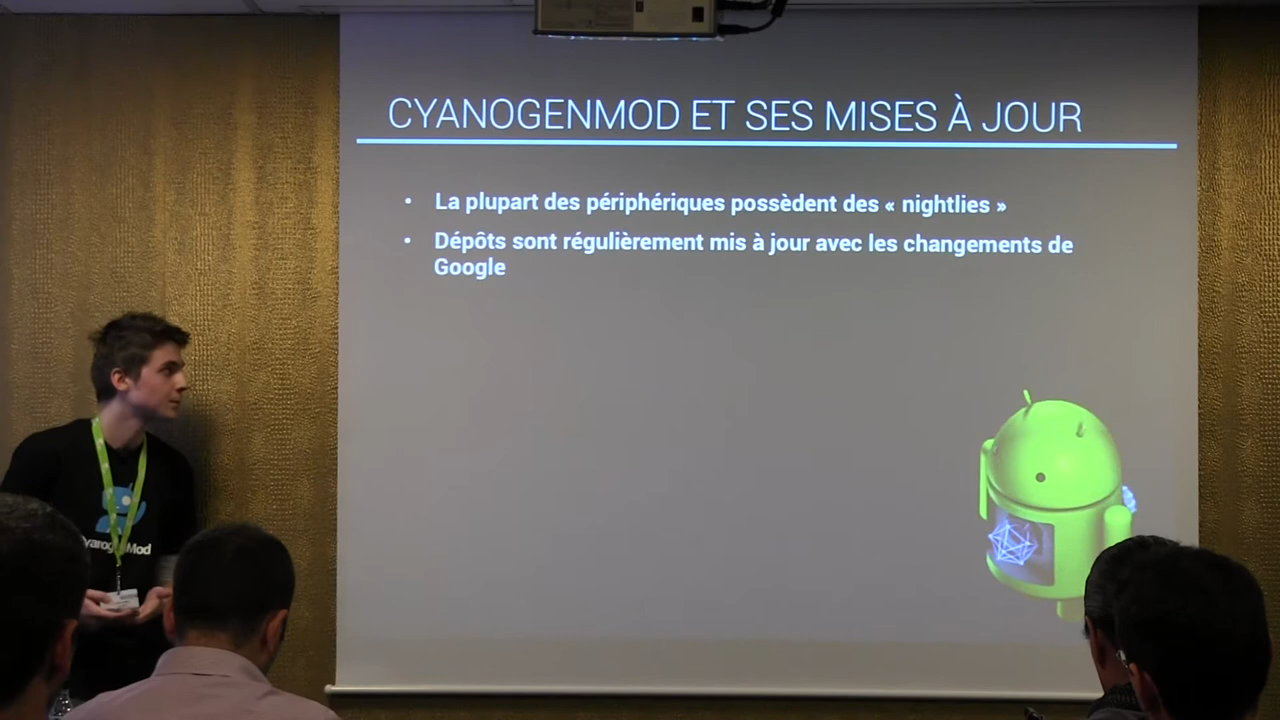 CYANOGENMOD ET SES MISES À JOUR
• La plupart des périphériques possèdent des « nightlies »
• Dépôts sont régulièrement mis à jour avec les changements de
Google
yanogenMod